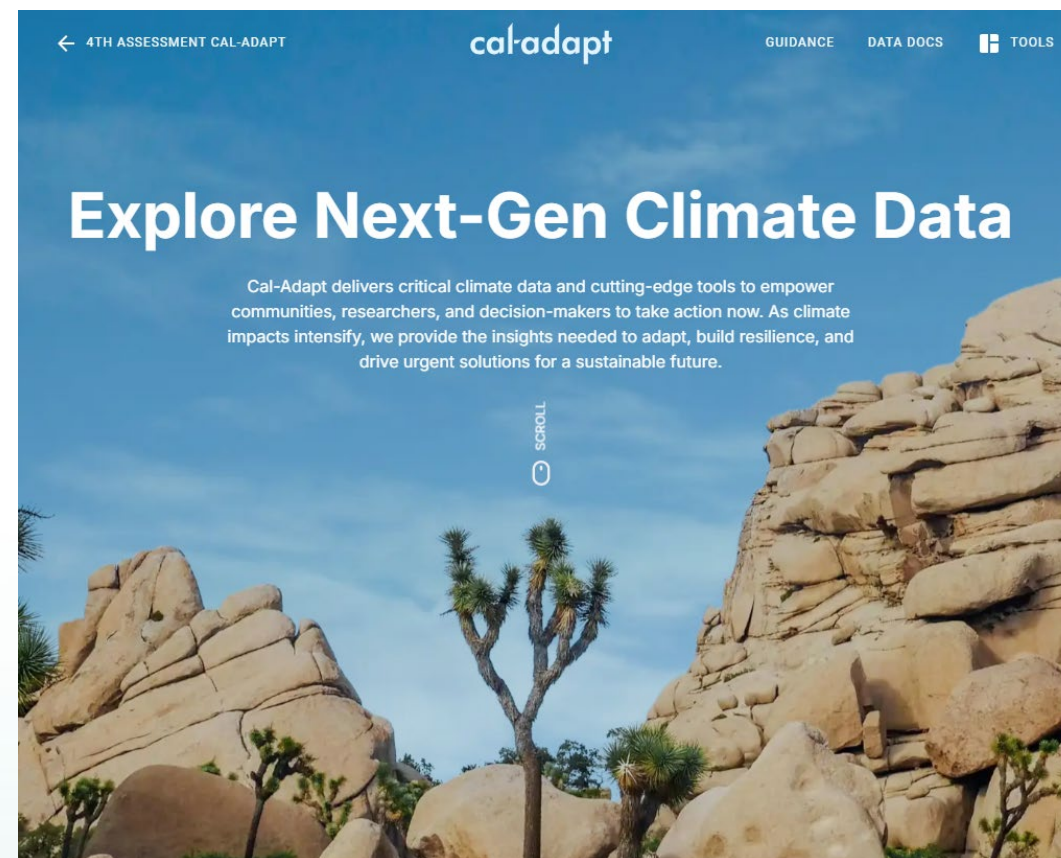 4TH ASSESSMENT CAL-ADAPT
cal-adapt
GUIDANCE
DATA DOCS
TOOLS
Explore Next-Gen Climate Data
Cal-Adapt delivers critical climate data and cutting-edge tools to empower
communities, researchers, and decision-makers to take action now. As climate
impacts intensify, we provide the insights needed to adapt, build resilience, and
drive urgent solutions for a sustainable future.
SCROLL